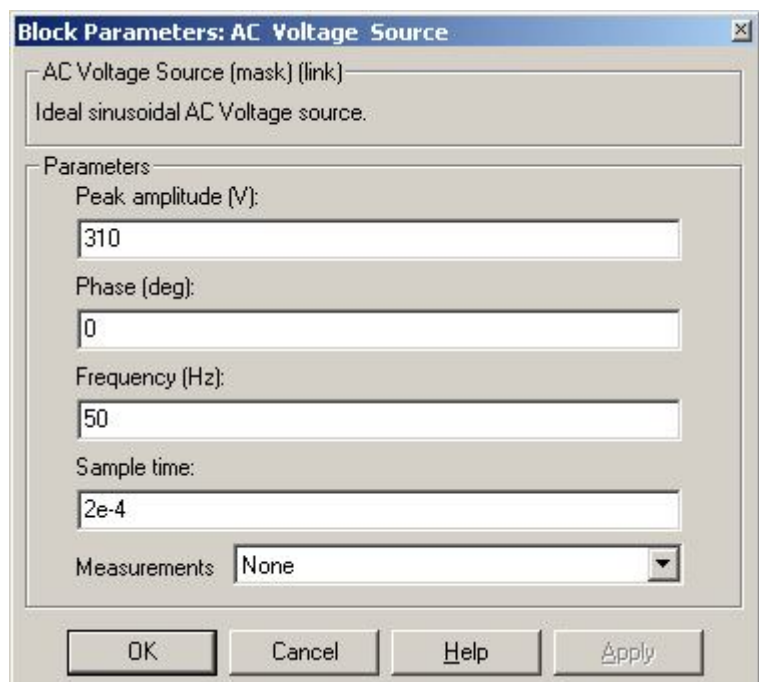 Block Parameters: AC Voltage Source
AC Voltage Source (mask) (link)
Ideal sinusoidal AC Voltage source.
Parameters
Peak amplitude (V):
310
Phase (deg):
0
Frequency (Hz):
50
Sample time:
2e-4
Measurements None
OK Cancel Help Apply